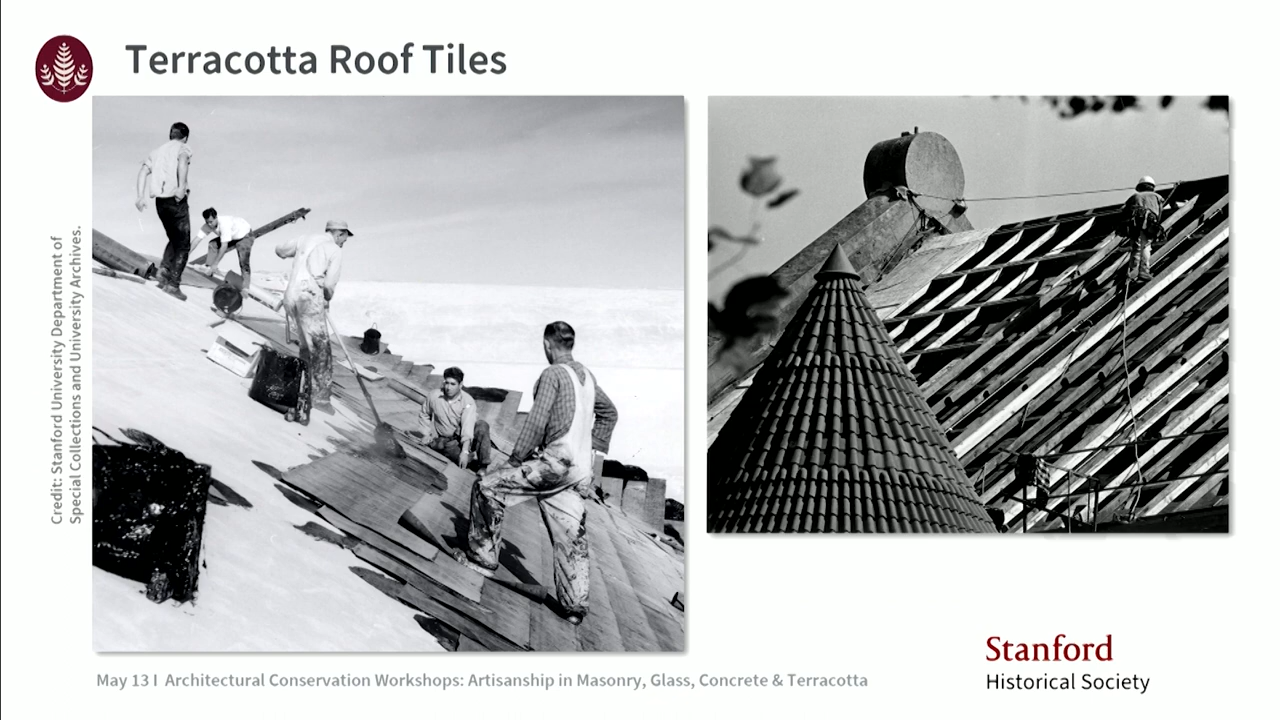 Terracotta Roof Tiles
Credit: Stanford University Department of
Special Collections and University Archives.
May 13 I Architectural Conservation Workshops: Artisanship in Masonry, Glass, Concrete & Terracotta
Stanford
Historical Society